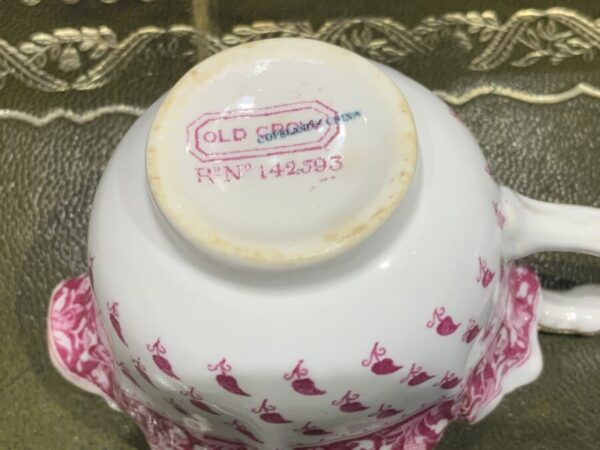 OLD CROW
COPELAND'S CHINA
Rᵈ Nº 142593